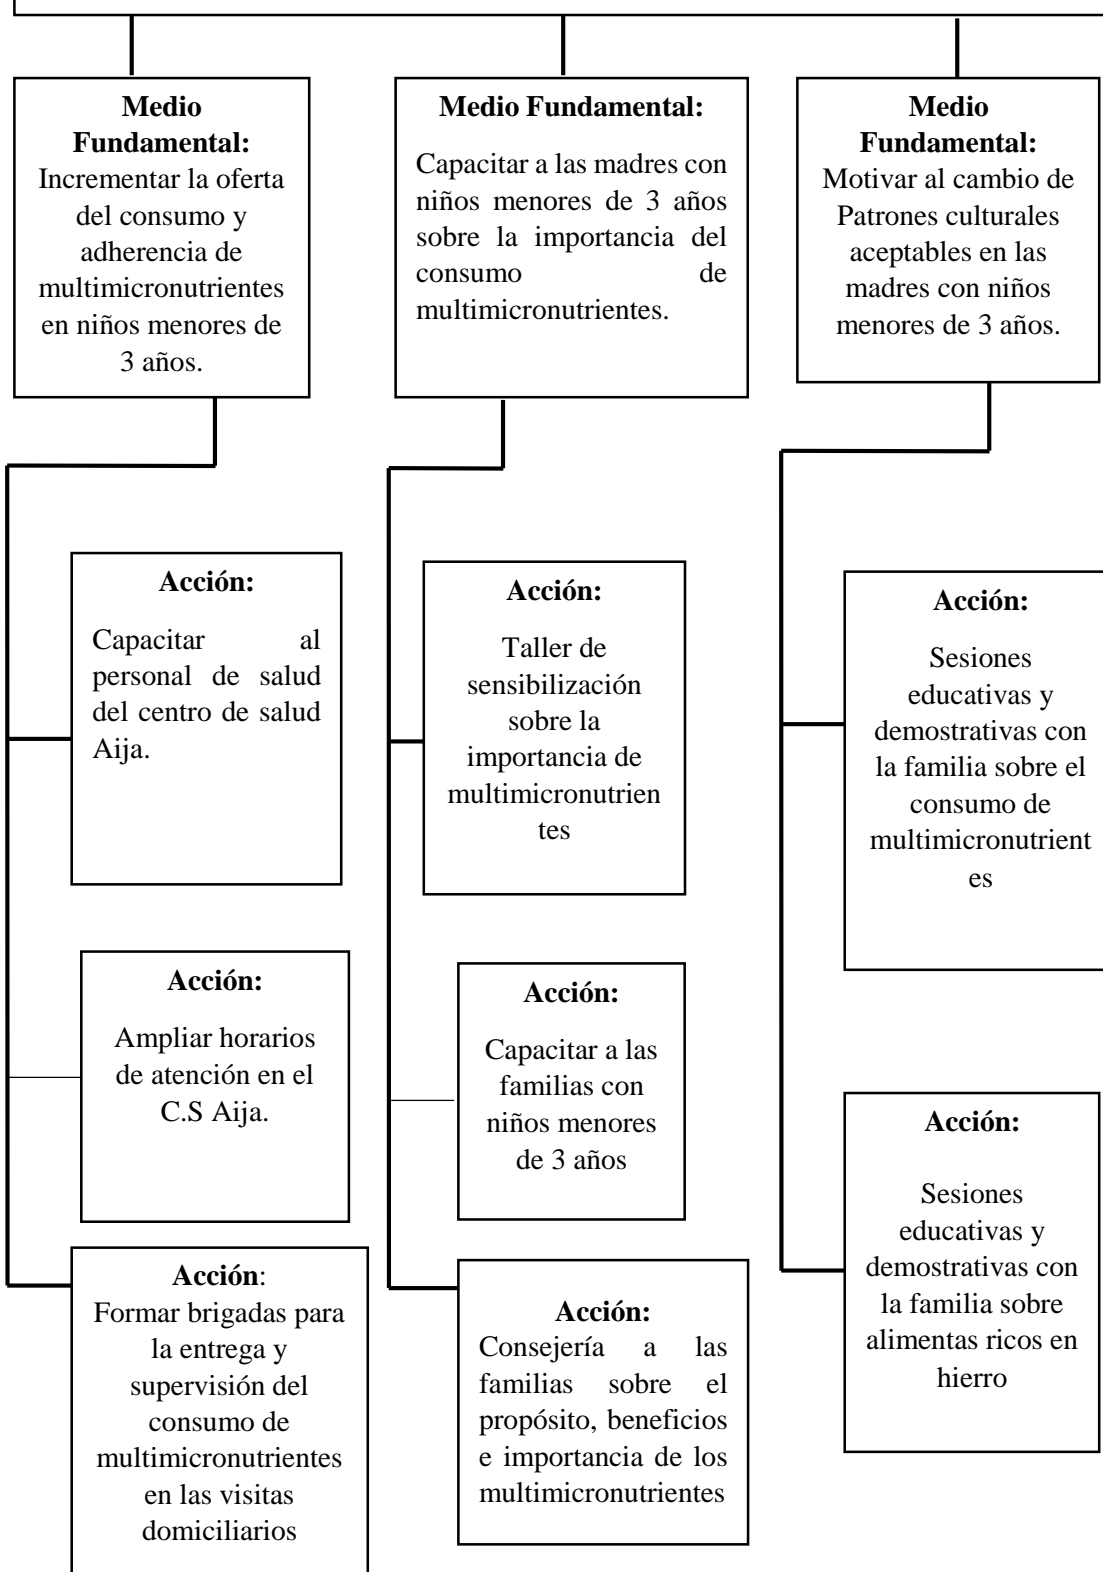 Medio
Fundamental:
Incrementar la oferta
del consumo y
adherencia de
multimicronutrientes
en niños menores de
3 años.
Medio Fundamental:
Capacitar a las madres con
niños menores de 3 años
sobre la importancia del
consumo de
multimicronutrientes.
Medio
Fundamental:
Motivar al cambio de
Patrones culturales
aceptables en las
madres con niños
menores de 3 años.
Acción:
Capacitar al
personal de salud
del centro de salud
Aija.
Acción:
Taller de
sensibilización
sobre la
importancia de
multimicronutrien
tes
Acción:
Sesiones
educativas y
demostrativas con
la familia sobre el
consumo de
multimicronutrient
es
Acción:
Ampliar horarios
de atención en el
C.S Aija.
Acción:
Capacitar a las
familias con
niños menores
de 3 años
Acción:
Sesiones
educativas y
demostrativas con
la familia sobre
alimentas ricos en
hierro
Acción:
Formar brigadas para
la entrega y
supervisión del
consumo de
multimicronutrientes
en las visitas
domiciliarios
Acción:
Consejería a las
familias sobre el
propósito, beneficios
e importancia de los
multimicronutrientes